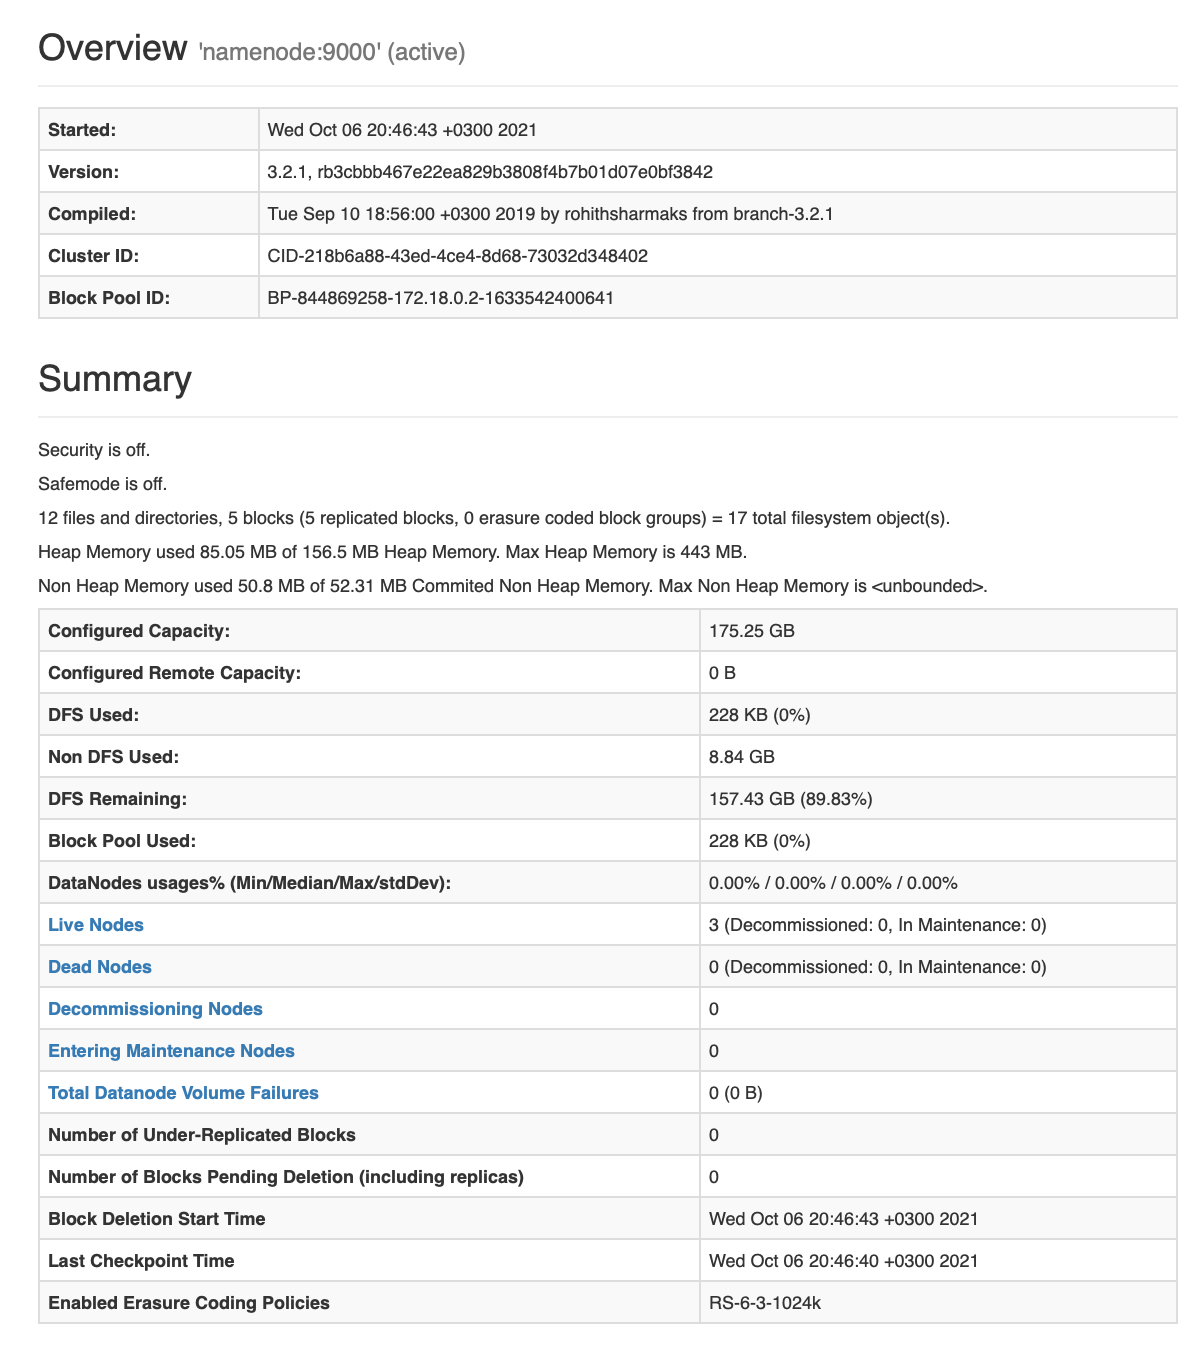 Overview 'namenode:9000' (active)
Started: Wed Oct 06 20:46:43 +0300 2021
Version: 3.2.1, rb3cbbb467e22ea829b3808f4b7b01d07e0bf3842
Compiled: Tue Sep 10 18:56:00 +0300 2019 by rohithsharmaks from branch-3.2.1
Cluster ID: CID-218b6a88-43ed-4ce4-8d68-73032d348402
Block Pool ID: BP-844869258-172.18.0.2-1633542400641
Summary
Security is off.
Safemode is off.
12 files and directories, 5 blocks (5 replicated blocks, 0 erasure coded block groups) = 17 total filesystem object(s).
Heap Memory used 85.05 MB of 156.5 MB Heap Memory. Max Heap Memory is 443 MB.
Non Heap Memory used 50.8 MB of 52.31 MB Commited Non Heap Memory. Max Non Heap Memory is <unbounded>.
Configured Capacity: 175.25 GB
Configured Remote Capacity: 0 B
DFS Used: 228 KB (0%)
Non DFS Used: 8.84 GB
DFS Remaining: 157.43 GB (89.83%)
Block Pool Used: 228 KB (0%)
DataNodes usages% (Min/Median/Max/stdDev): 0.00% / 0.00% / 0.00% / 0.00%
Live Nodes 3 (Decommissioned: 0, In Maintenance: 0)
Dead Nodes 0 (Decommissioned: 0, In Maintenance: 0)
Decommissioning Nodes 0
Entering Maintenance Nodes 0
Total Datanode Volume Failures 0 (0 B)
Number of Under-Replicated Blocks 0
Number of Blocks Pending Deletion (including replicas) 0
Block Deletion Start Time Wed Oct 06 20:46:43 +0300 2021
Last Checkpoint Time Wed Oct 06 20:46:40 +0300 2021
Enabled Erasure Coding Policies RS-6-3-1024k